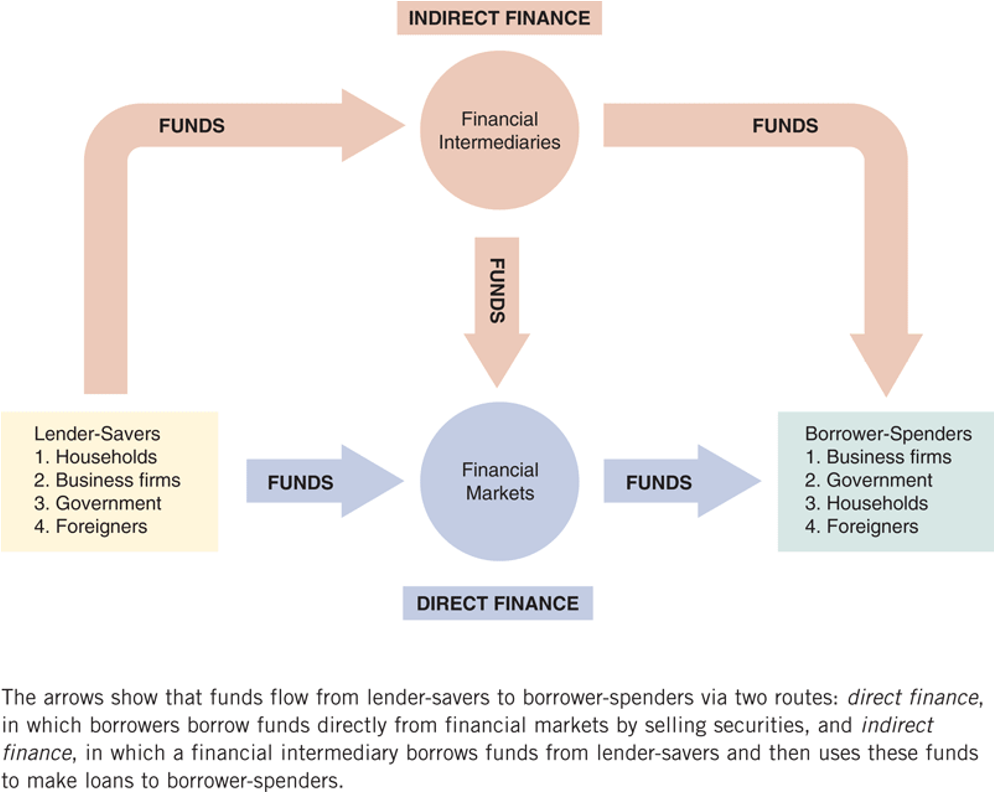 INDIRECT FINANCE
Financial
Intermediaries
FUNDS
FUNDS
FUNDS
Lender-Savers
1. Households
2. Business firms
3. Government
4. Foreigners
FUNDS
Financial
Markets
FUNDS
Borrower-Spenders
1. Business firms
2. Government
3. Households
4. Foreigners
DIRECT FINANCE
The arrows show that funds flow from lender-savers to borrower-spenders via two routes: direct finance,
in which borrowers borrow funds directly from financial markets by selling securities, and indirect
finance, in which a financial intermediary borrows funds from lender-savers and then uses these funds
to make loans to borrower-spenders.